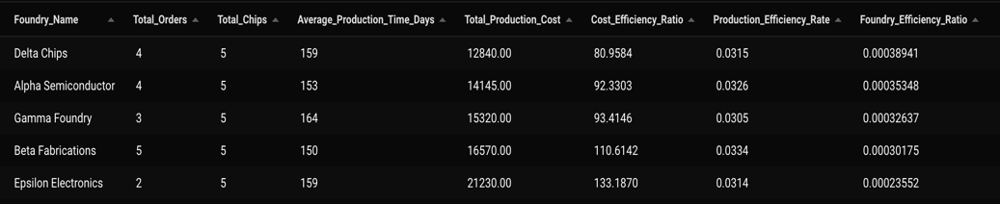 Foundry_Name Total_Orders Total_Chips Average_Production_Time_Days Total_Production_Cost Cost_Efficiency_Ratio Production_Efficiency_Rate Foundry_Efficiency_Ratio
Delta Chips 4 5 159 12840.00 80.9584 0.0315 0.00038941
Alpha Semiconductor 4 5 153 14145.00 92.3303 0.0326 0.00035348
Gamma Foundry 3 5 164 15320.00 93.4146 0.0305 0.00032637
Beta Fabrications 5 5 150 16570.00 110.6142 0.0334 0.00030175
Epsilon Electronics 2 5 159 21230.00 133.1870 0.0314 0.00023552